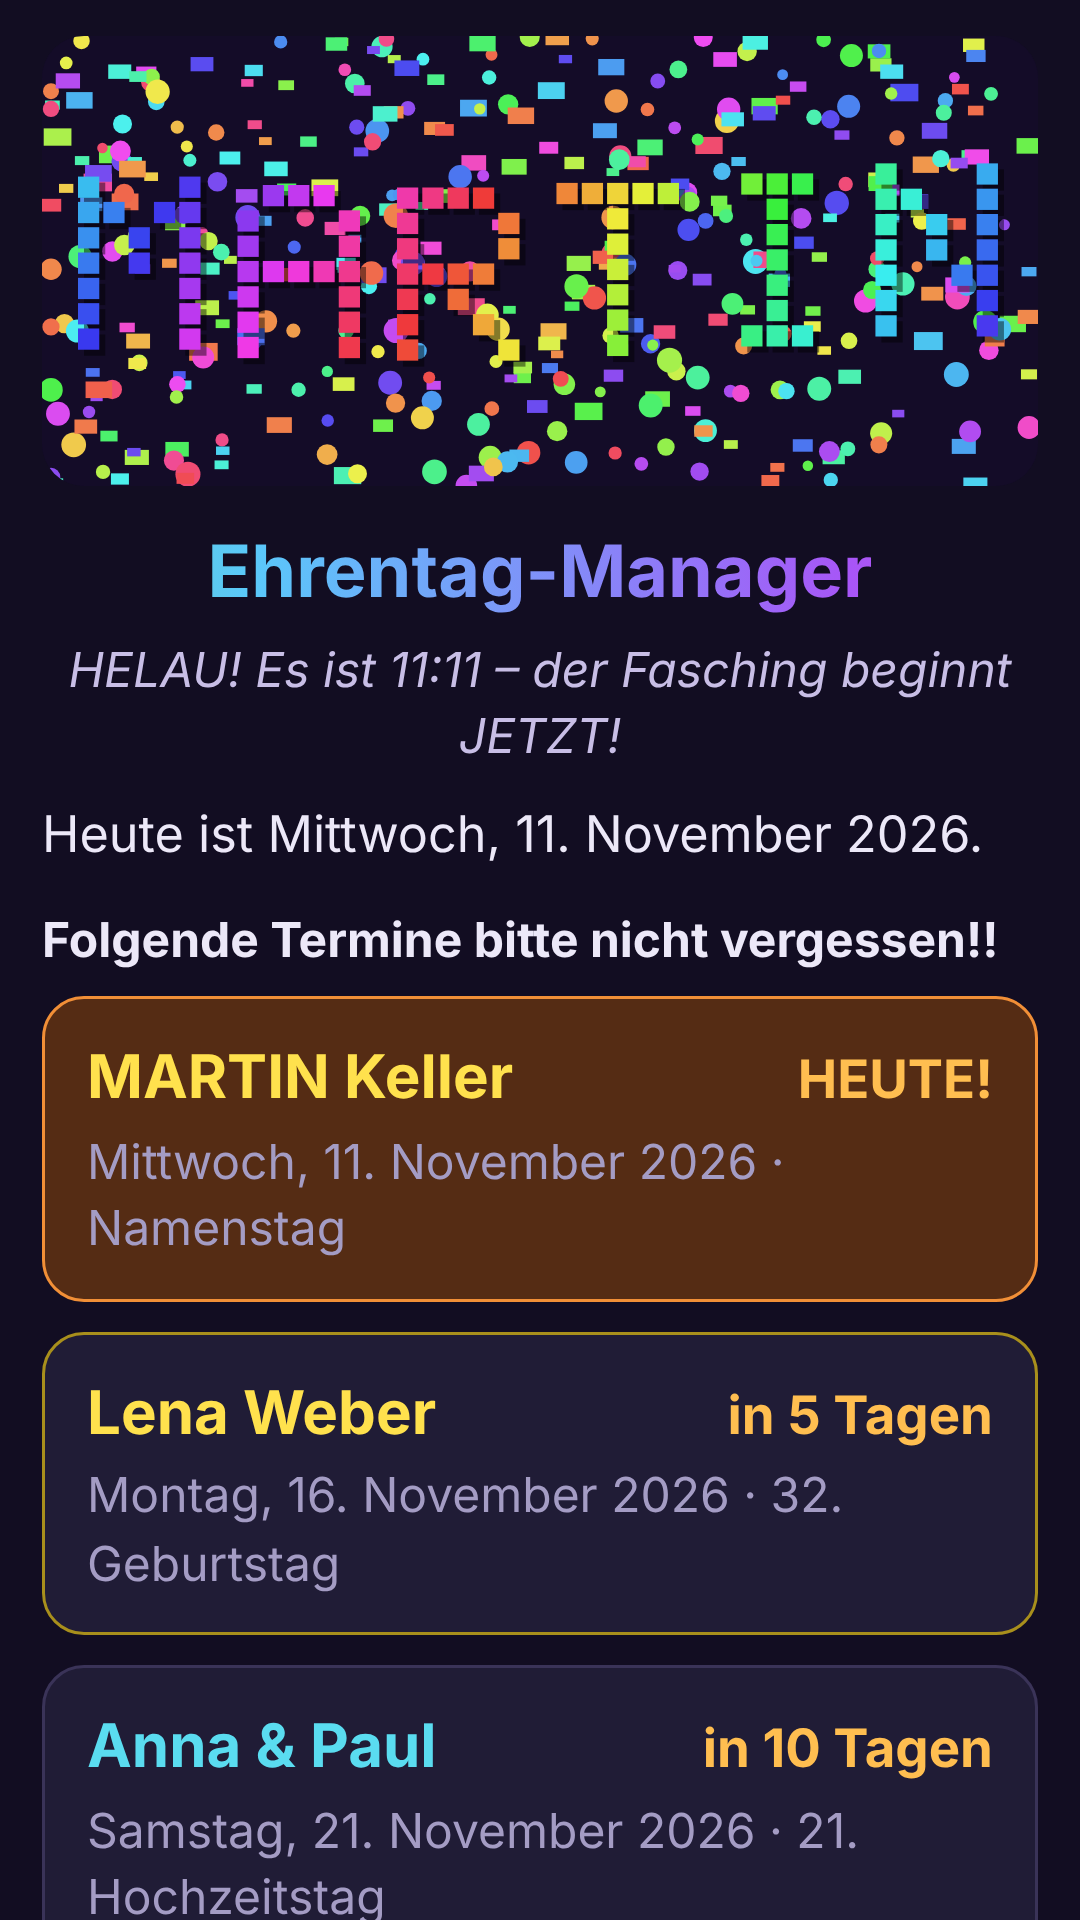 MARTIN
Ehrentag-Manager
HELAU! Es ist 11:11 – der Fasching beginnt
JETZT!
Heute ist Mittwoch, 11. November 2026.
Folgende Termine bitte nicht vergessen!!
MARTIN Keller HEUTE!
Mittwoch, 11. November 2026 ·
Namenstag
Lena Weber in 5 Tagen
Montag, 16. November 2026 · 32.
Geburtstag
Anna & Paul in 10 Tagen
Samstag, 21. November 2026 · 21.
Hochzeitstag